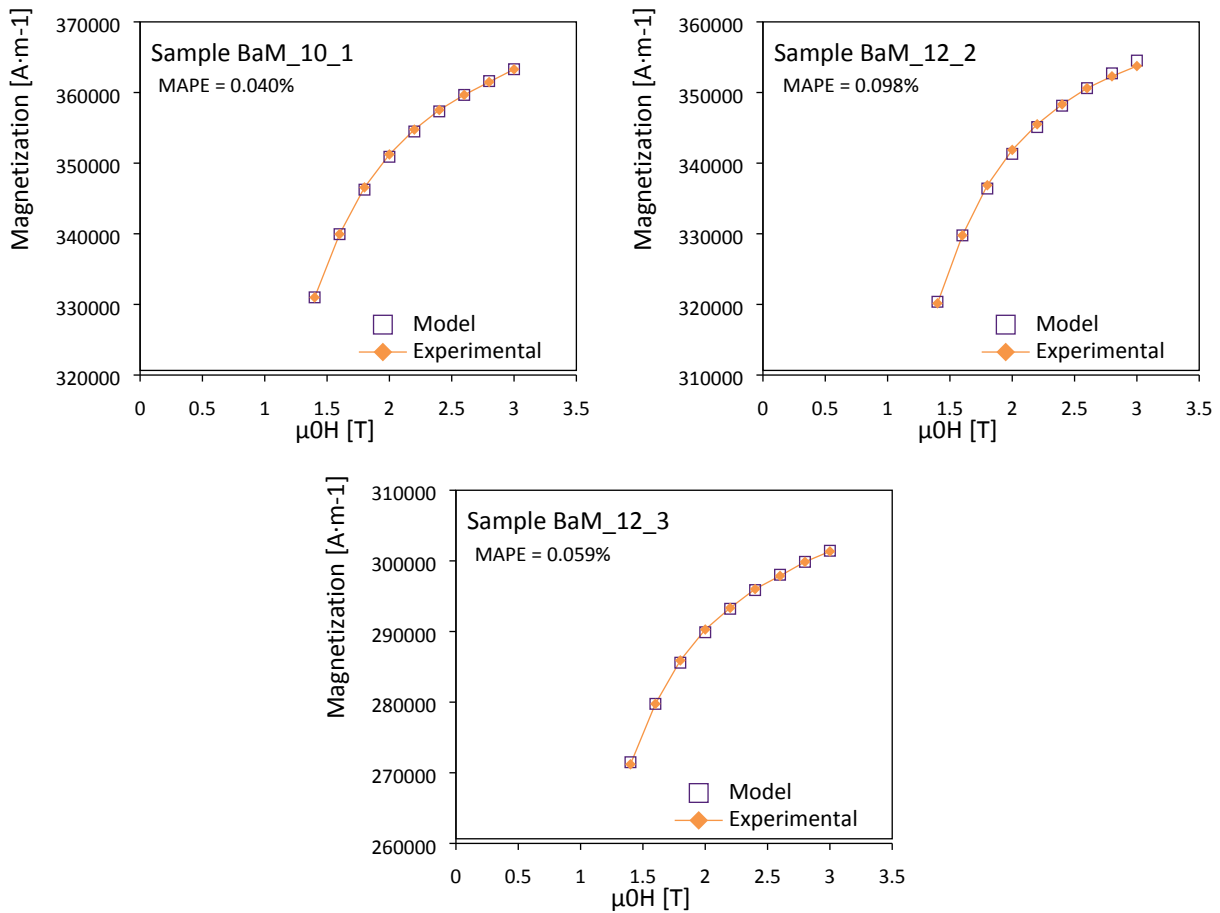 Magnetization [A·m-1]
370000
360000
350000
340000
330000
320000
Sample BaM_10_1
MAPE = 0.040%
Model
Experimental
0 0.5 1 1.5 2 2.5 3 3.5
μ0H [T]
Magnetization [A·m-1]
360000
350000
340000
330000
320000
310000
Sample BaM_12_2
MAPE = 0.098%
Model
Experimental
0 0.5 1 1.5 2 2.5 3 3.5
μ0H [T]
Magnetization [A·m-1]
310000
300000
290000
280000
270000
260000
Sample BaM_12_3
MAPE = 0.059%
Model
Experimental
0 0.5 1 1.5 2 2.5 3 3.5
μ0H [T]